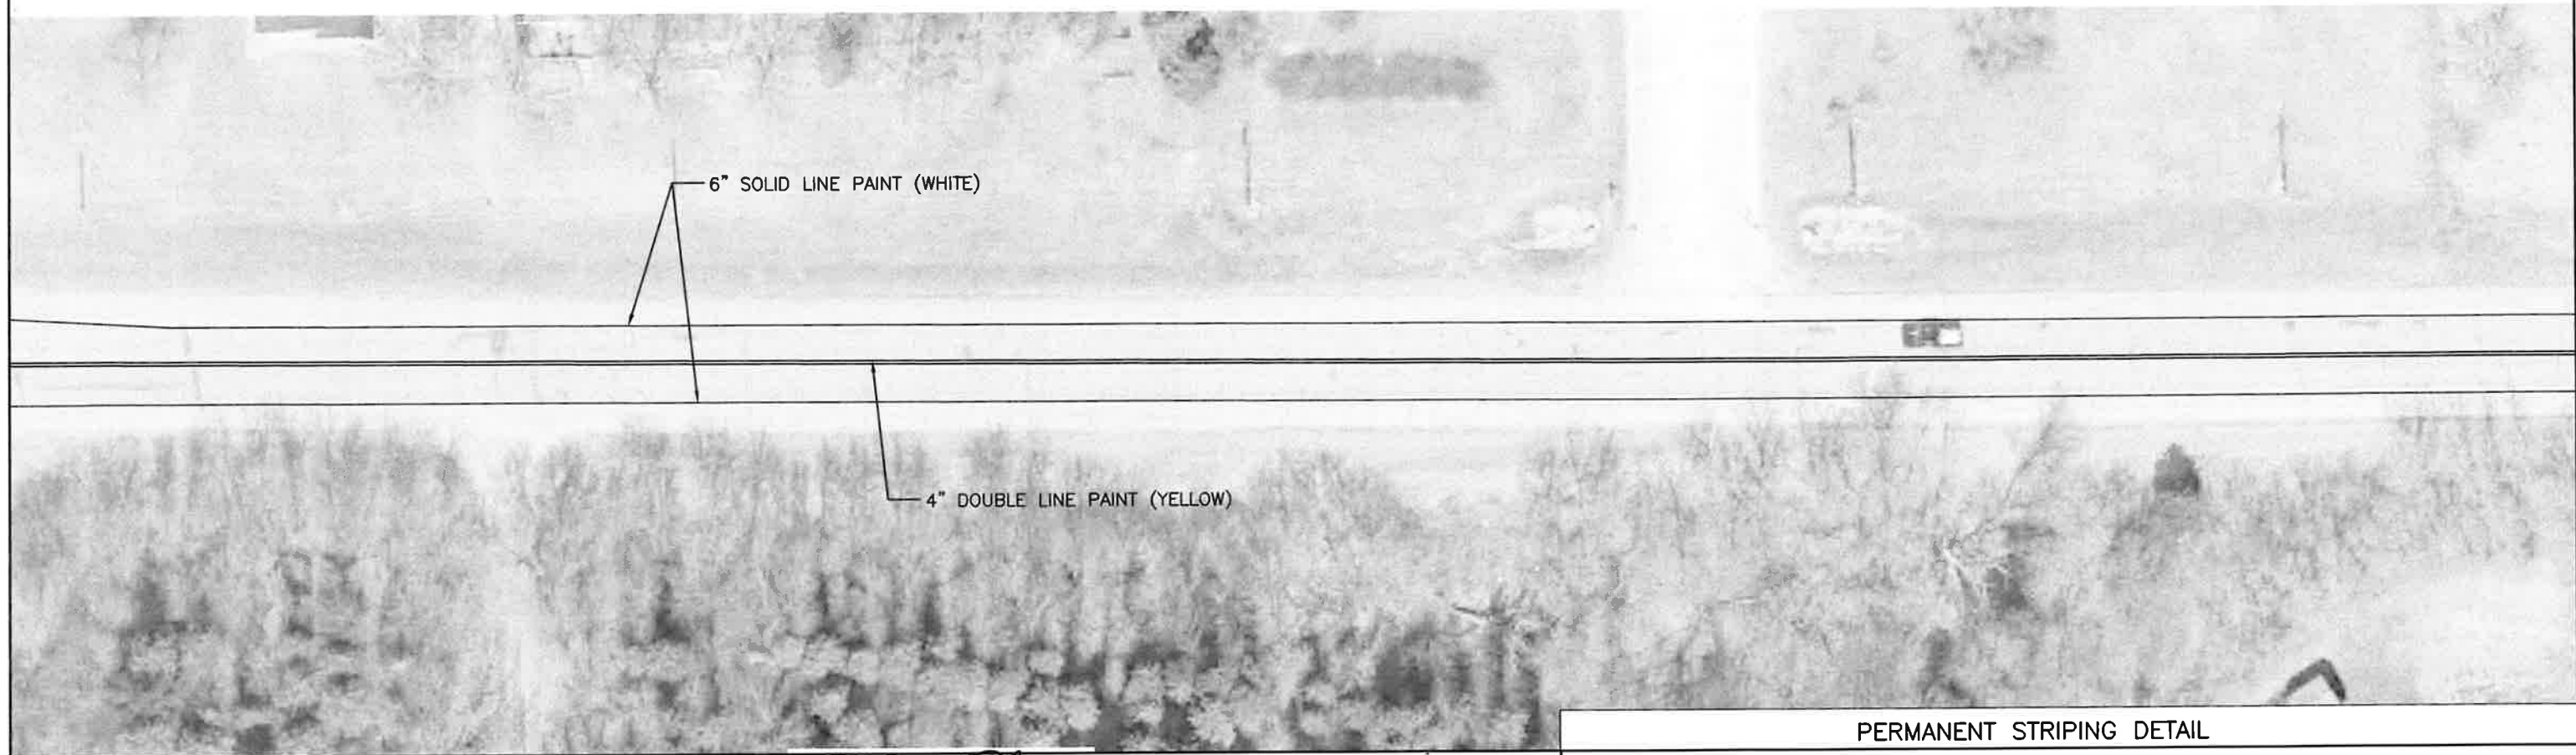 6" SOLID LINE PAINT (WHITE)
4" DOUBLE LINE PAINT (YELLOW)
PERMANENT STRIPING DETAIL